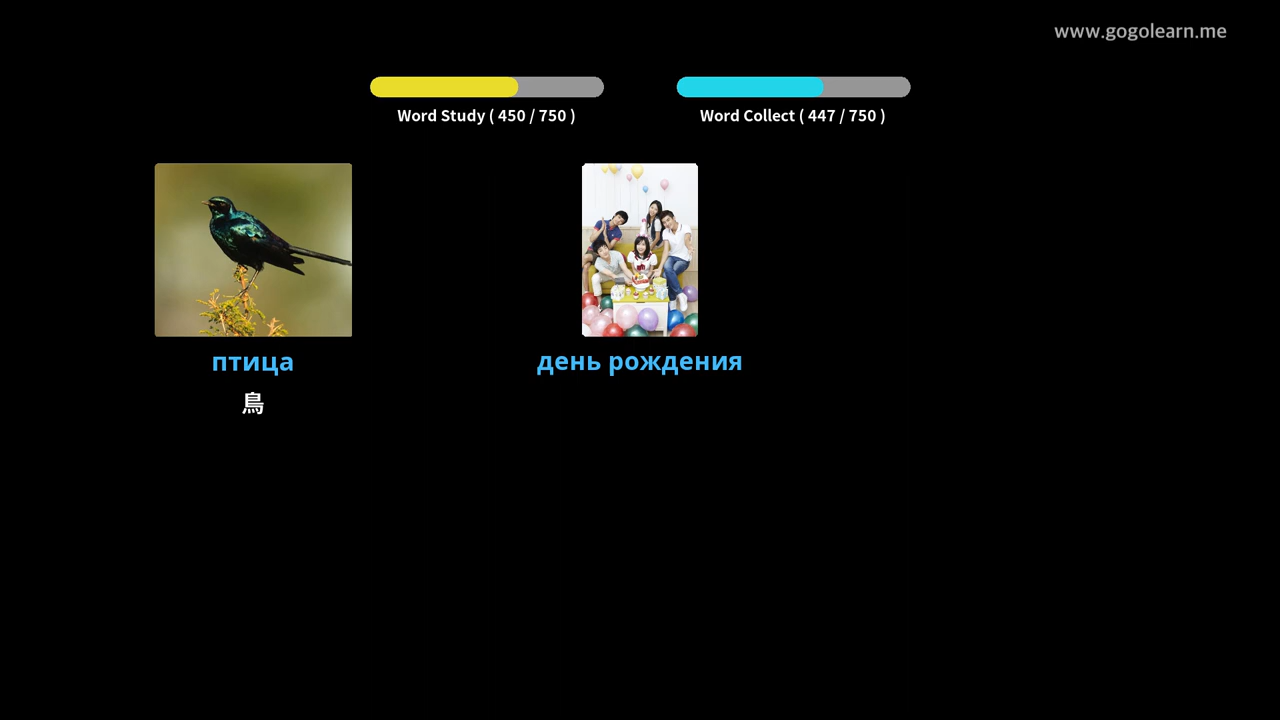 www.gogolearn.me
Word Study ( 450 / 750 )
Word Collect ( 447 / 750 )
птица
день рождения
鳥